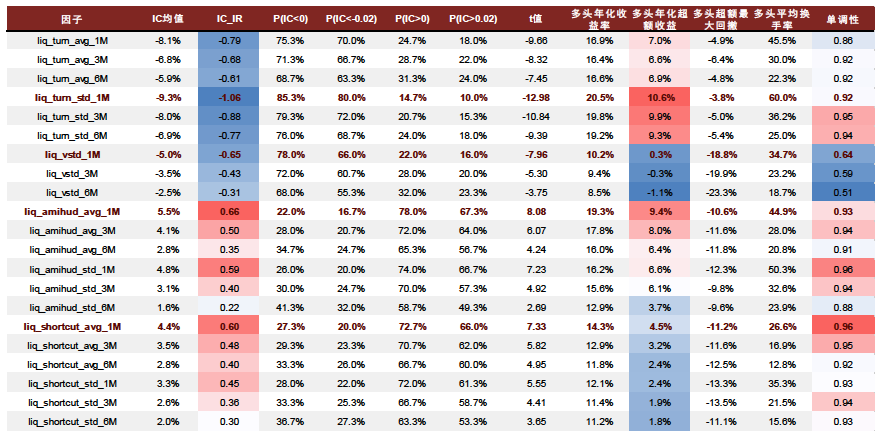 因子 IC均值 IC_IR P(IC<0) P(IC<-0.02) P(IC>0) P(IC>0.02) t值 多头年化收益率 多头年化超额收益 多头超额最大回撤 多头平均换手率 单调性
liq_turn_avg_1M -8.1% -0.79 75.3% 70.0% 24.7% 18.0% -9.66 16.9% 7.0% -4.9% 45.5% 0.86
liq_turn_avg_3M -6.8% -0.68 71.3% 66.7% 28.7% 22.0% -8.32 16.4% 6.6% -6.4% 30.0% 0.92
liq_turn_avg_6M -5.9% -0.61 68.7% 63.3% 31.3% 24.0% -7.45 16.6% 6.9% -4.8% 22.3% 0.92
liq_turn_std_1M -9.3% -1.06 85.3% 80.0% 14.7% 10.0% -12.98 20.5% 10.6% -3.8% 60.0% 0.92
liq_turn_std_3M -8.0% -0.88 79.3% 72.0% 20.7% 15.3% -10.84 19.8% 9.9% -5.0% 36.2% 0.95
liq_turn_std_6M -6.9% -0.77 76.0% 68.7% 24.0% 18.0% -9.39 19.2% 9.3% -5.4% 25.0% 0.94
liq_vstd_1M -5.0% -0.65 78.0% 66.0% 22.0% 16.0% -7.96 10.2% 0.3% -18.8% 34.7% 0.64
liq_vstd_3M -3.5% -0.43 72.0% 60.7% 28.0% 20.0% -5.30 9.4% -0.3% -19.9% 23.2% 0.59
liq_vstd_6M -2.5% -0.31 68.0% 55.3% 32.0% 23.3% -3.75 8.5% -1.1% -23.3% 18.7% 0.51
liq_amihud_avg_1M 5.5% 0.66 22.0% 16.7% 78.0% 67.3% 8.08 19.3% 9.4% -10.6% 44.9% 0.93
liq_amihud_avg_3M 4.1% 0.50 28.0% 20.7% 72.0% 64.0% 6.07 17.8% 8.0% -11.6% 28.0% 0.94
liq_amihud_avg_6M 2.8% 0.35 34.7% 24.7% 65.3% 56.7% 4.24 16.0% 6.4% -11.8% 20.8% 0.91
liq_amihud_std_1M 4.8% 0.59 26.0% 20.0% 74.0% 66.7% 7.23 16.2% 6.6% -12.3% 50.3% 0.96
liq_amihud_std_3M 3.1% 0.40 30.0% 24.0% 70.0% 57.3% 4.92 15.6% 6.1% -9.8% 32.6% 0.94
liq_amihud_std_6M 1.6% 0.22 41.3% 32.0% 58.7% 49.3% 2.69 12.9% 3.7% -9.6% 23.9% 0.88
liq_shortcut_avg_1M 4.4% 0.60 27.3% 20.0% 72.7% 66.0% 7.33 14.3% 4.5% -11.2% 26.6% 0.96
liq_shortcut_avg_3M 3.5% 0.48 29.3% 23.3% 70.7% 62.0% 5.82 12.9% 3.2% -11.6% 16.9% 0.95
liq_shortcut_avg_6M 2.8% 0.40 33.3% 26.0% 66.7% 60.0% 4.95 11.8% 2.4% -12.5% 12.8% 0.92
liq_shortcut_std_1M 3.3% 0.45 28.0% 22.0% 72.0% 61.3% 5.55 12.1% 2.4% -13.3% 35.3% 0.93
liq_shortcut_std_3M 2.6% 0.36 33.3% 25.3% 66.7% 58.7% 4.41 11.4% 1.9% -13.5% 21.5% 0.94
liq_shortcut_std_6M 2.0% 0.30 36.7% 27.3% 63.3% 53.3% 3.65 11.2% 1.8% -11.1% 15.6% 0.93